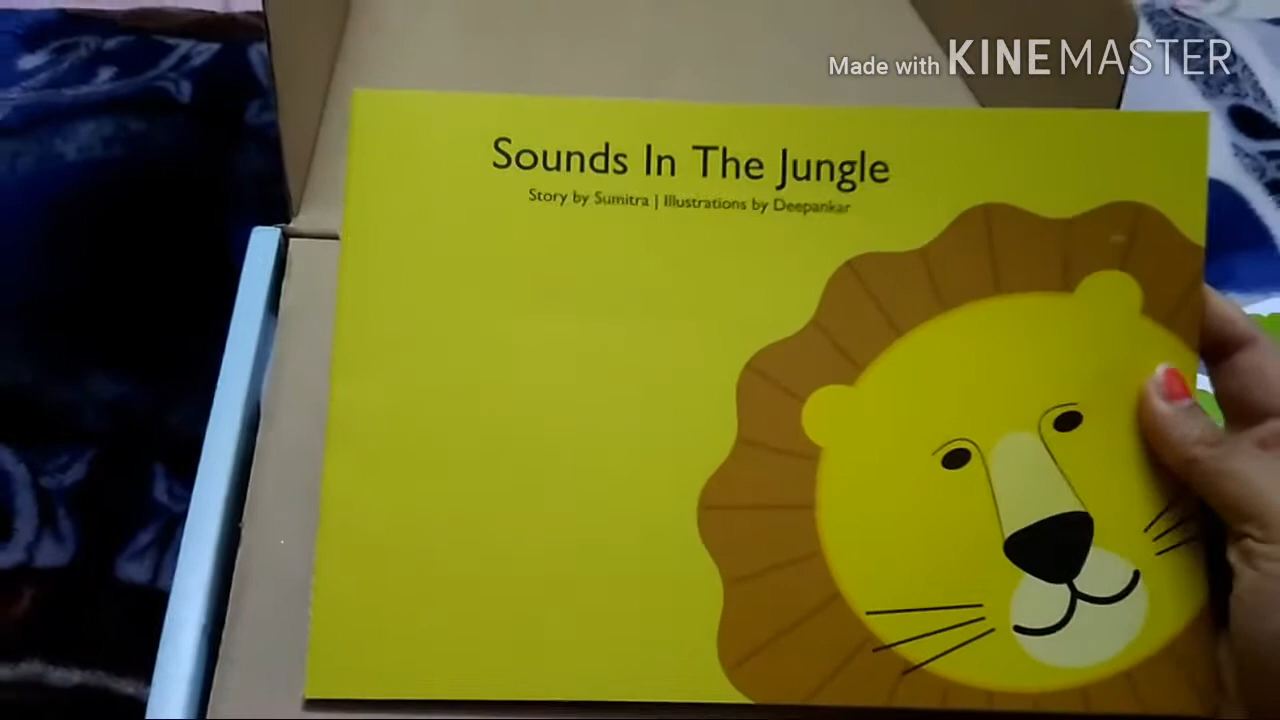 Made with KINEMASTER
Sounds In The Jungle
Story by Sumitra | Illustrations by Deepankar